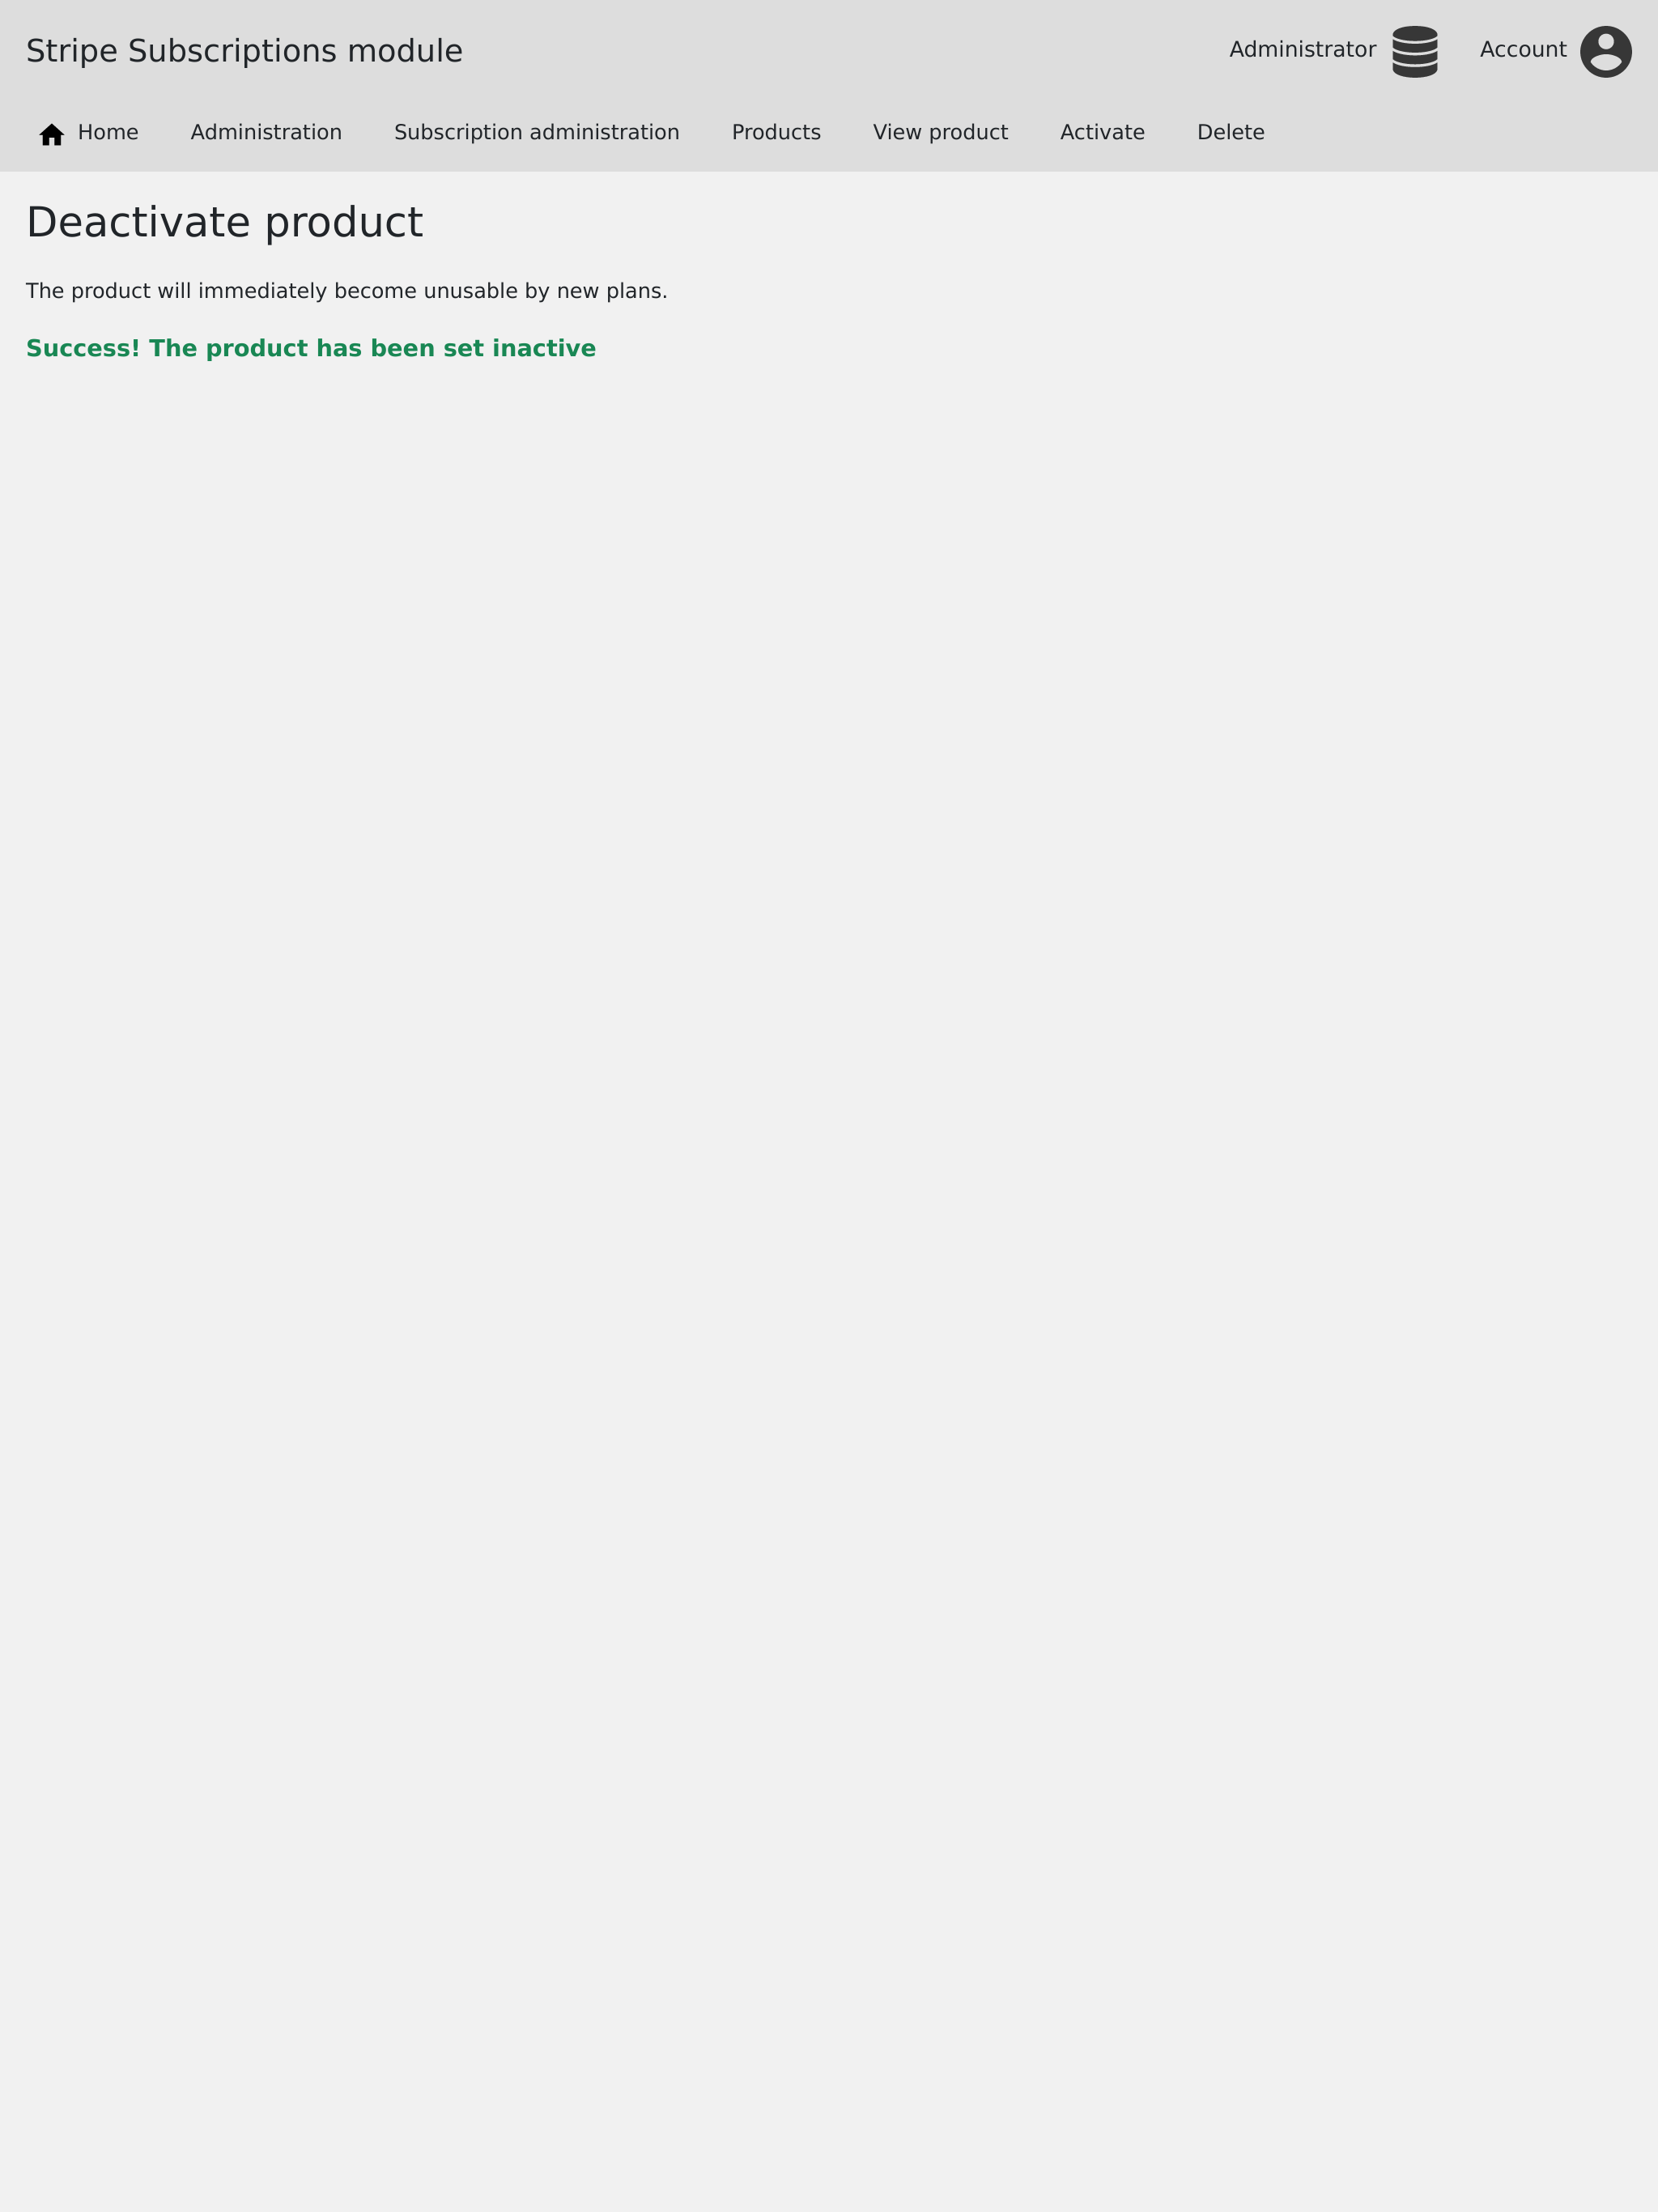 Stripe Subscriptions module
Administrator
Account
Home Administration Subscription administration Products View product Activate Delete
Deactivate product
The product will immediately become unusable by new plans.
Success! The product has been set inactive